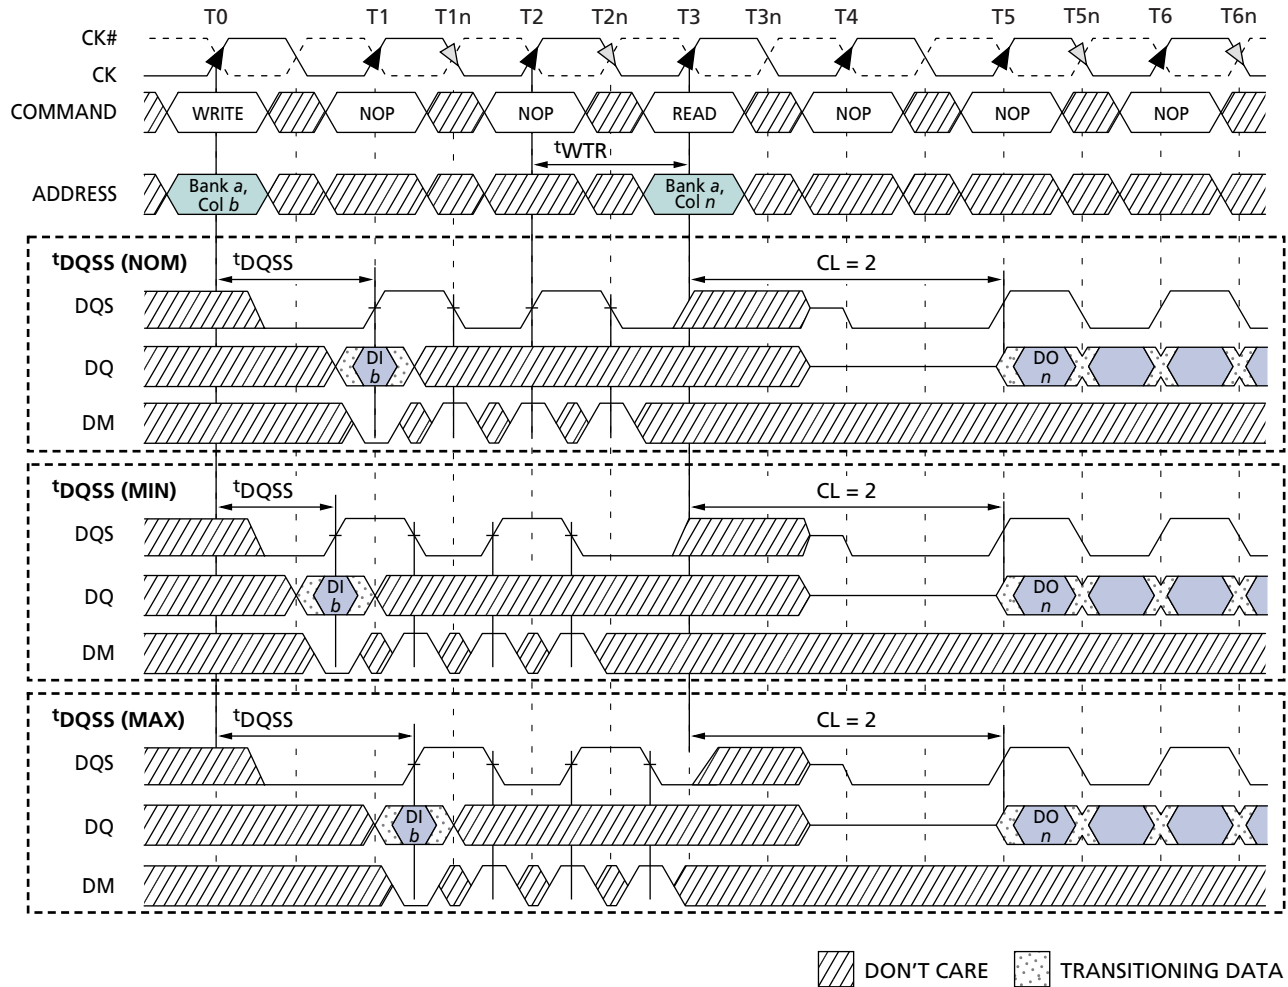 T0 T1 T1n T2 T2n T3 T3n T4 T5 T5n T6 T6n
CK#
CK
COMMAND WRITE NOP NOP READ NOP NOP NOP
tWTR
ADDRESS Bank a, Bank a,
Col b Col n
tDQSS (NOM) tDQSS CL = 2
DQS
DQ DI DO
b n
DM
tDQSS (MIN) tDQSS CL = 2
DQS
DQ DI DO
b n
DM
tDQSS (MAX) tDQSS CL = 2
DQS
DQ DI DO
b n
DM
DON'T CARE TRANSITIONING DATA